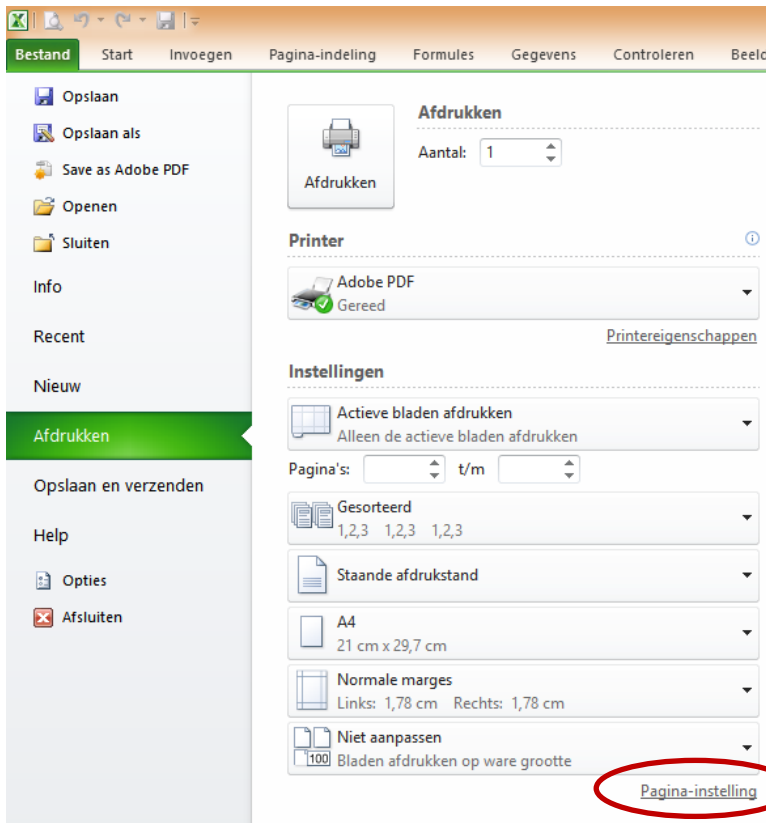 Bestand Start Invoegen Pagina-indeling Formules Gegevens Controleren
Opslaan
Opslaan als
Save as Adobe PDF
Openen
Sluiten
Info
Recent
Nieuw
Afdrukken
Opslaan en verzenden
Help
Opties
Afsluiten
Afdrukken
Afdrukken
Aantal: 1
Printer
Adobe PDF
Gereed
Printereigenschappen
Instellingen
Actieve bladen afdrukken
Alleen de actieve bladen afdrukken
Pagina's: t/m
Gesorteerd
1,2,3 1,2,3 1,2,3
Staande afdrukstand
A4
21 cm x 29,7 cm
Normale marges
Links: 1,78 cm Rechts: 1,78 cm
Niet aanpassen
100 Bladen afdrukken op ware grootte
Pagina-instelling